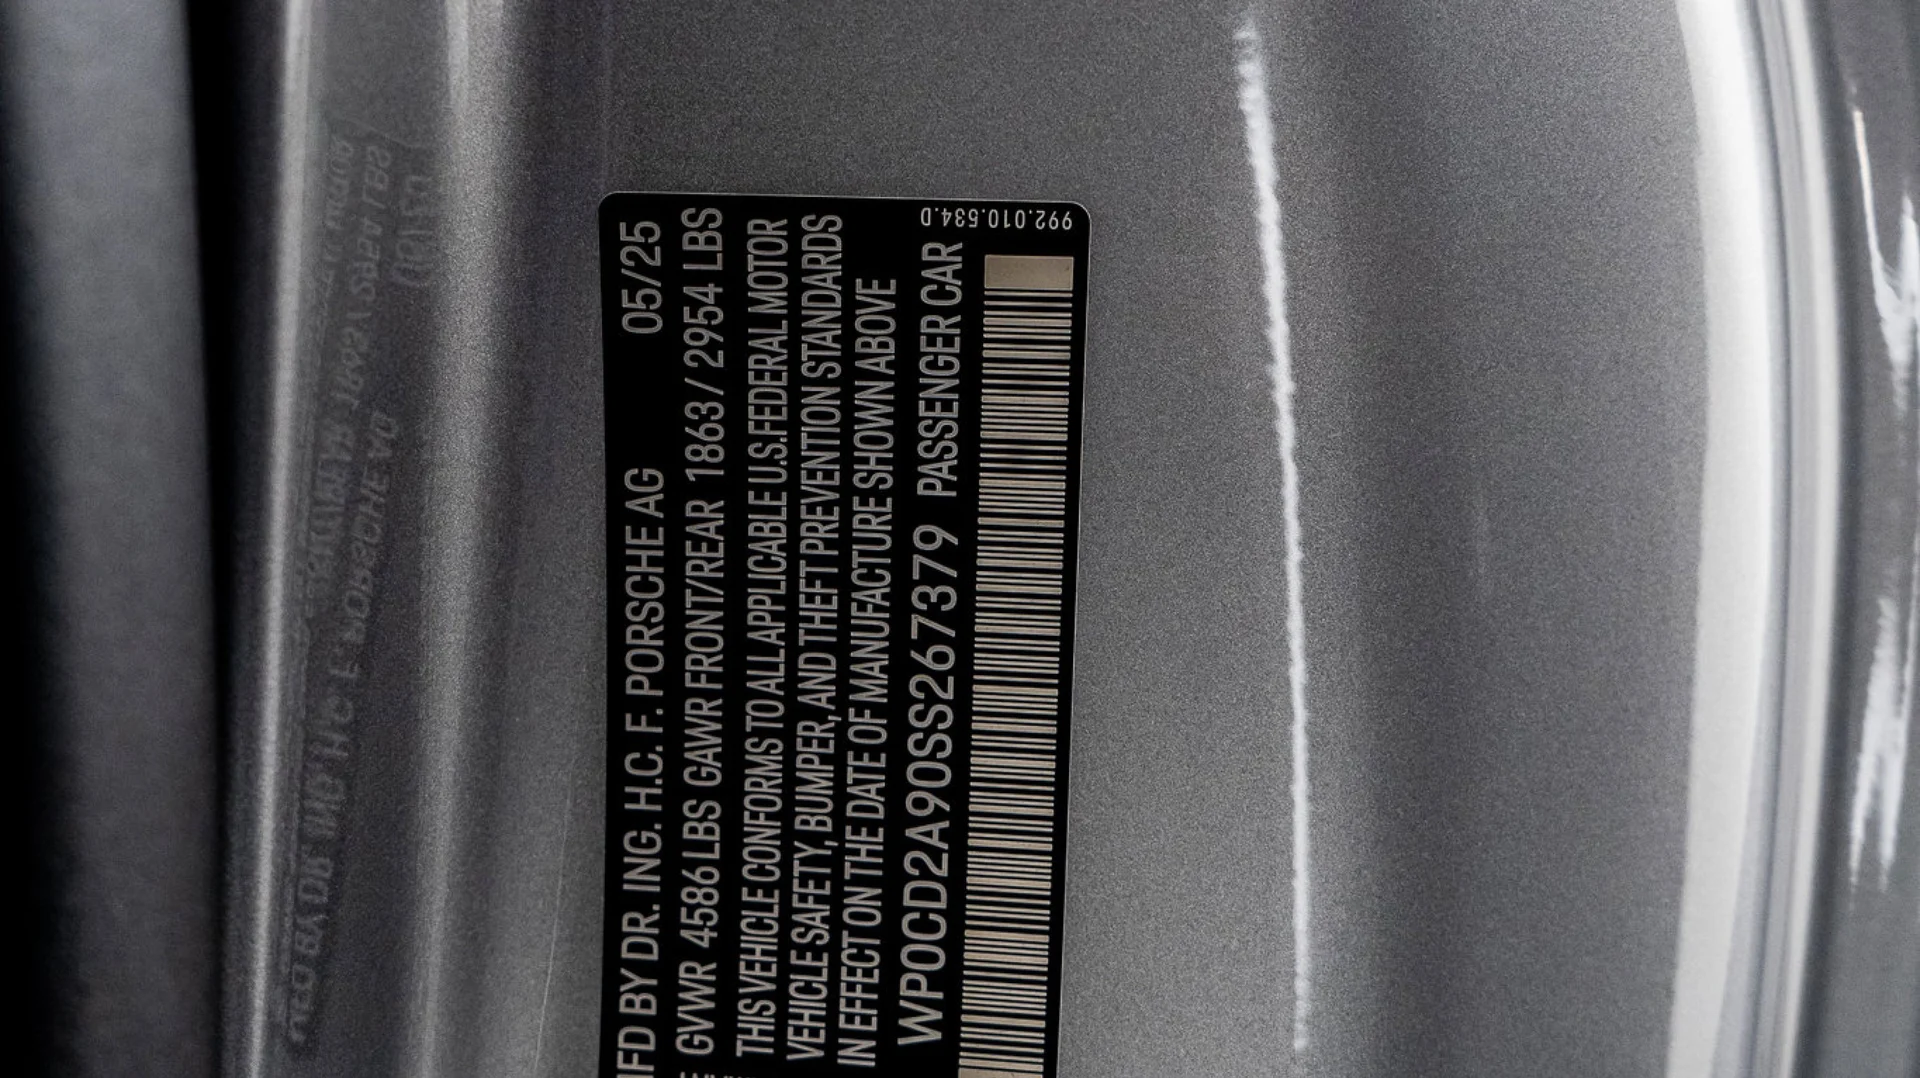 MFD BY DR. ING. H.C. F. PORSCHE AG 05/25
GVWR 4586 LBS GAWR FRONT/REAR 1863 / 2954 LBS
THIS VEHICLE CONFORMS TO ALL APPLICABLE U.S. FEDERAL MOTOR
VEHICLE SAFETY, BUMPER, AND THEFT PREVENTION STANDARDS
IN EFFECT ON THE DATE OF MANUFACTURE SHOWN ABOVE
WP0CD2A90SS267379 PASSENGER CAR
992.010.534.D